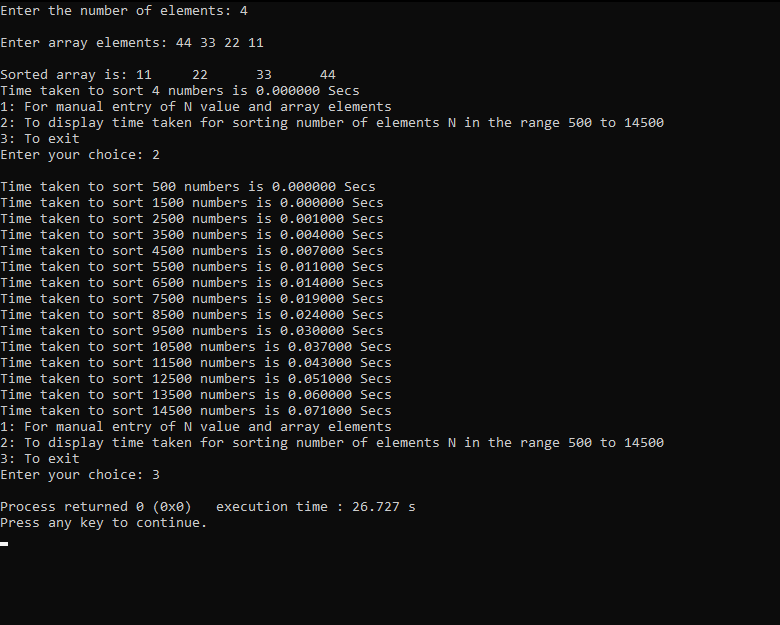 Enter the number of elements: 4
Enter array elements: 44 33 22 11
Sorted array is: 11     22      33      44
Time taken to sort 4 numbers is 0.000000 Secs
1: For manual entry of N value and array elements
2: To display time taken for sorting number of elements N in the range 500 to 14500
3: To exit
Enter your choice: 2
Time taken to sort 500 numbers is 0.000000 Secs
Time taken to sort 1500 numbers is 0.000000 Secs
Time taken to sort 2500 numbers is 0.001000 Secs
Time taken to sort 3500 numbers is 0.004000 Secs
Time taken to sort 4500 numbers is 0.007000 Secs
Time taken to sort 5500 numbers is 0.011000 Secs
Time taken to sort 6500 numbers is 0.014000 Secs
Time taken to sort 7500 numbers is 0.019000 Secs
Time taken to sort 8500 numbers is 0.024000 Secs
Time taken to sort 9500 numbers is 0.030000 Secs
Time taken to sort 10500 numbers is 0.037000 Secs
Time taken to sort 11500 numbers is 0.043000 Secs
Time taken to sort 12500 numbers is 0.051000 Secs
Time taken to sort 13500 numbers is 0.060000 Secs
Time taken to sort 14500 numbers is 0.071000 Secs
1: For manual entry of N value and array elements
2: To display time taken for sorting number of elements N in the range 500 to 14500
3: To exit
Enter your choice: 3
Process returned 0 (0x0)   execution time : 26.727 s
Press any key to continue.